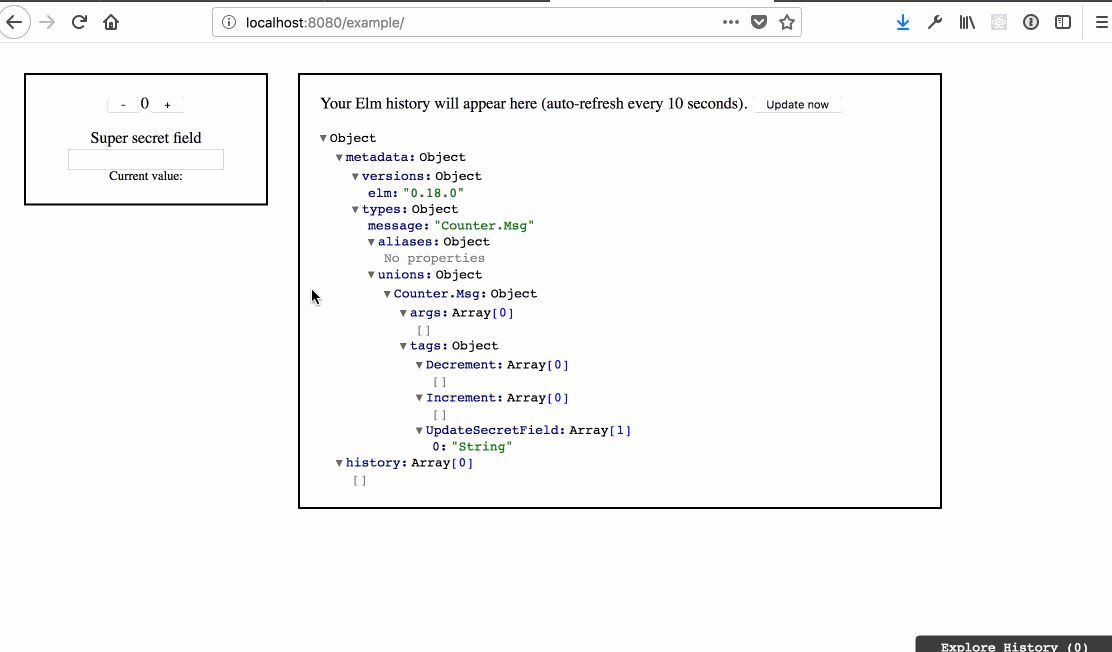 localhost:8080/example/
- 0 +
Super secret field
Current value:
Your Elm history will appear here (auto-refresh every 10 seconds). Update now
Object
metadata: Object
versions: Object
elm: "0.18.0"
types: Object
message: "Counter.Msg"
aliases: Object
No properties
unions: Object
Counter.Msg: Object
args: Array[0]
[]
tags: Object
Decrement: Array[0]
[]
Increment: Array[0]
[]
UpdateSecretField: Array[1]
0: "String"
history: Array[0]
[]
Explore History (0)